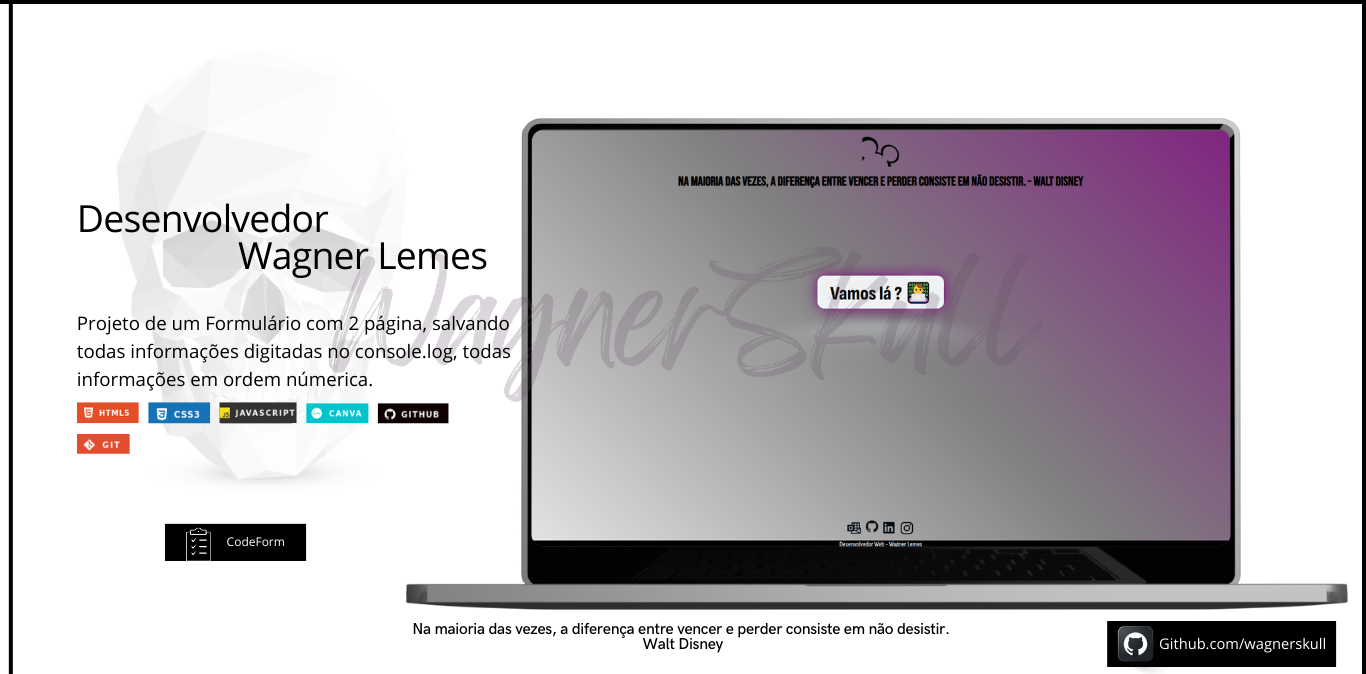 Desenvolvedor
Wagner Lemes
Projeto de um Formulário com 2 página, salvando
todas informações digitadas no console.log, todas
informações em ordem númerica.
HTML5 CSS3 JS JAVASCRIPT CANVA GITHUB
GIT
CodeForm
NA MAIORIA DAS VEZES, A DIFERENÇA ENTRE VENCER E PERDER CONSISTE EM NÃO DESISTIR. - WALT DISNEY
Vamos lá ?
WagnerSkull
Desenvolvedor Web - Wagner Lemes
Na maioria das vezes, a diferença entre vencer e perder consiste em não desistir.
Walt Disney
Github.com/wagnerskull